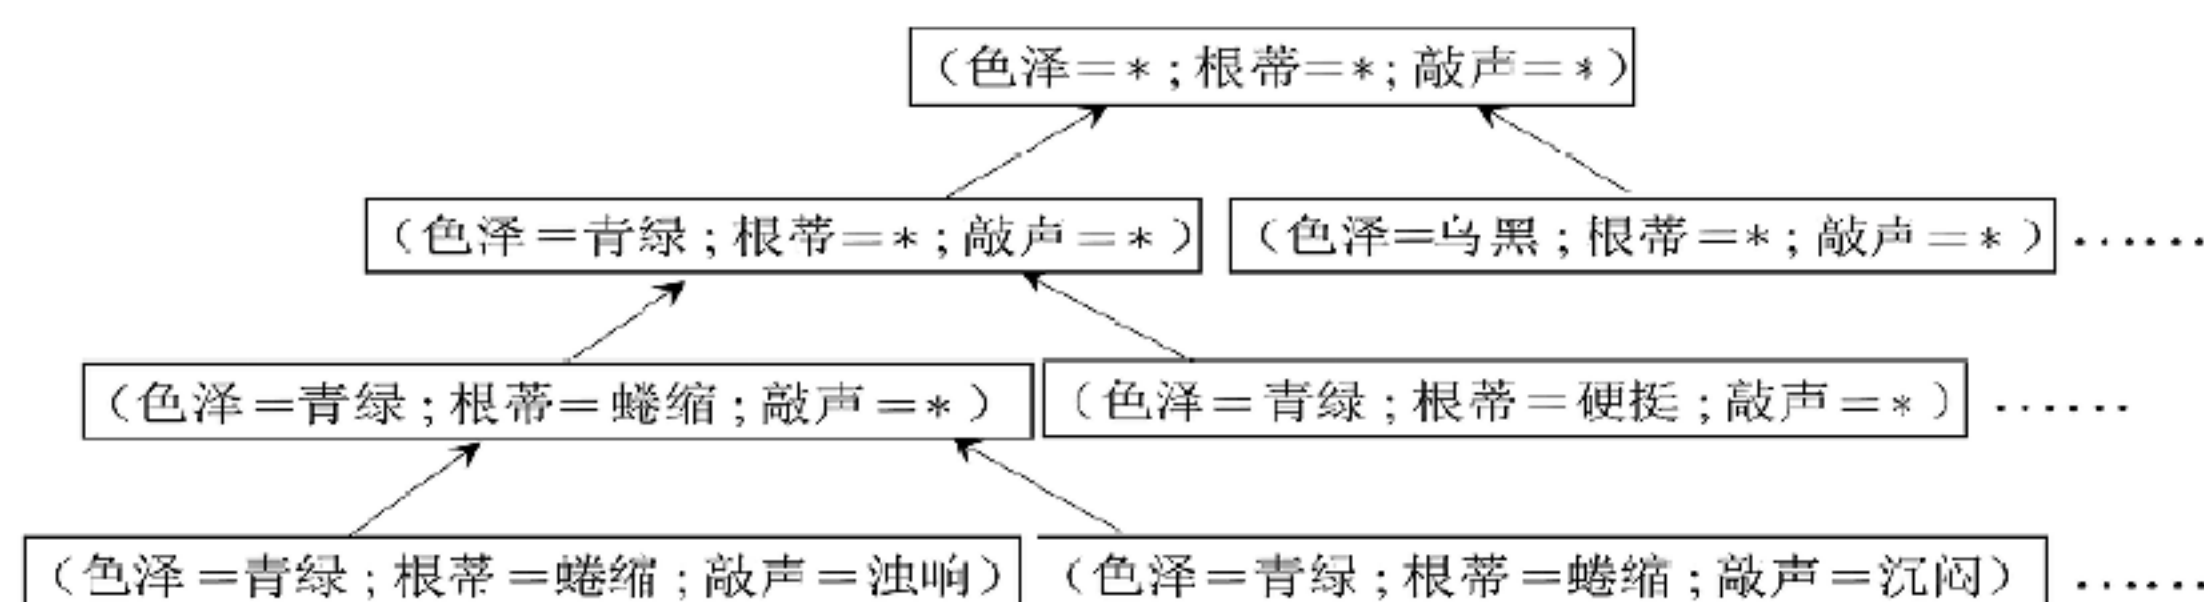 (色泽=*;根蒂=*;敲声=*)
(色泽=青绿;根蒂=*;敲声=*) (色泽=乌黑;根蒂=*;敲声=*) ······
(色泽=青绿;根蒂=蜷缩;敲声=*) (色泽=青绿;根蒂=硬挺;敲声=*) ······
(色泽=青绿;根蒂=蜷缩;敲声=浊响) (色泽=青绿;根蒂=蜷缩;敲声=沉闷) ······